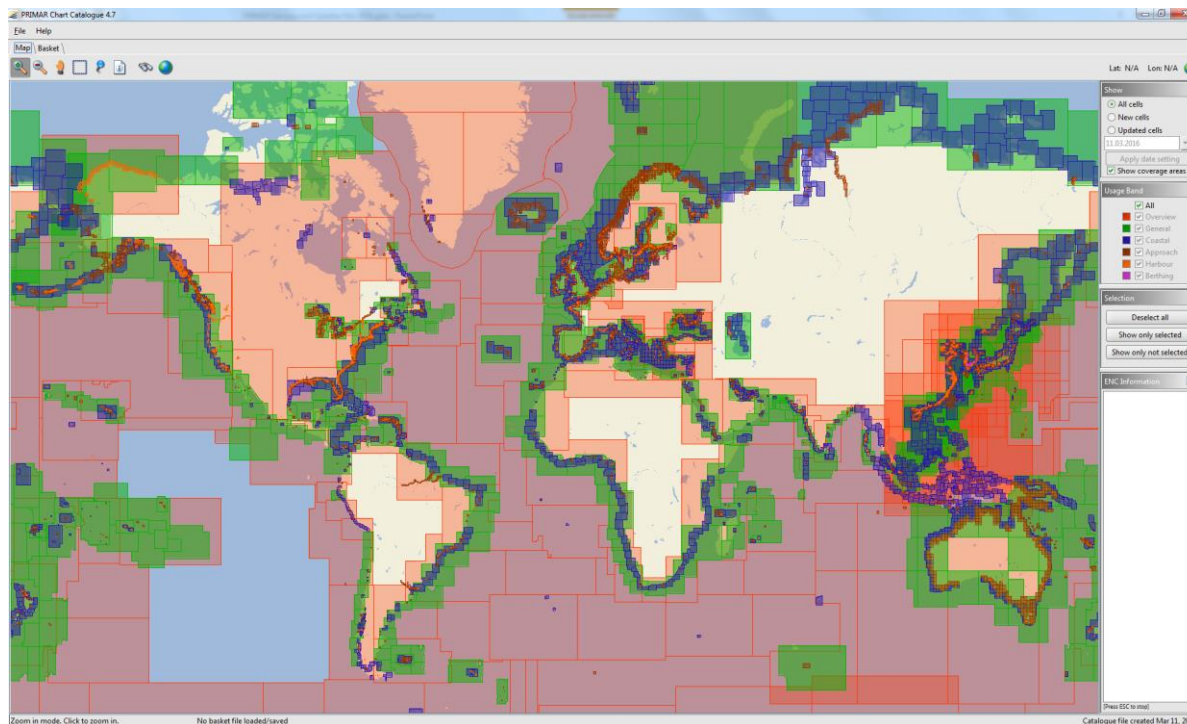 PRIMAR Chart Catalogue 4.7
File Help
Map Basket
Lat: N/A Lon: N/A
Show
All cells
New cells
Updated cells
11.03.2016
Apply date setting
Show coverage areas
Usage Band
All
Overview
General
Coastal
Approach
Harbour
Berthing
Selection
Deselect all
Show only selected
Show only not selected
ENC Information
[Press ESC to stop]
Zoom in mode. Click to zoom in. No basket file loaded/saved Catalogue file created Mar 11, 20